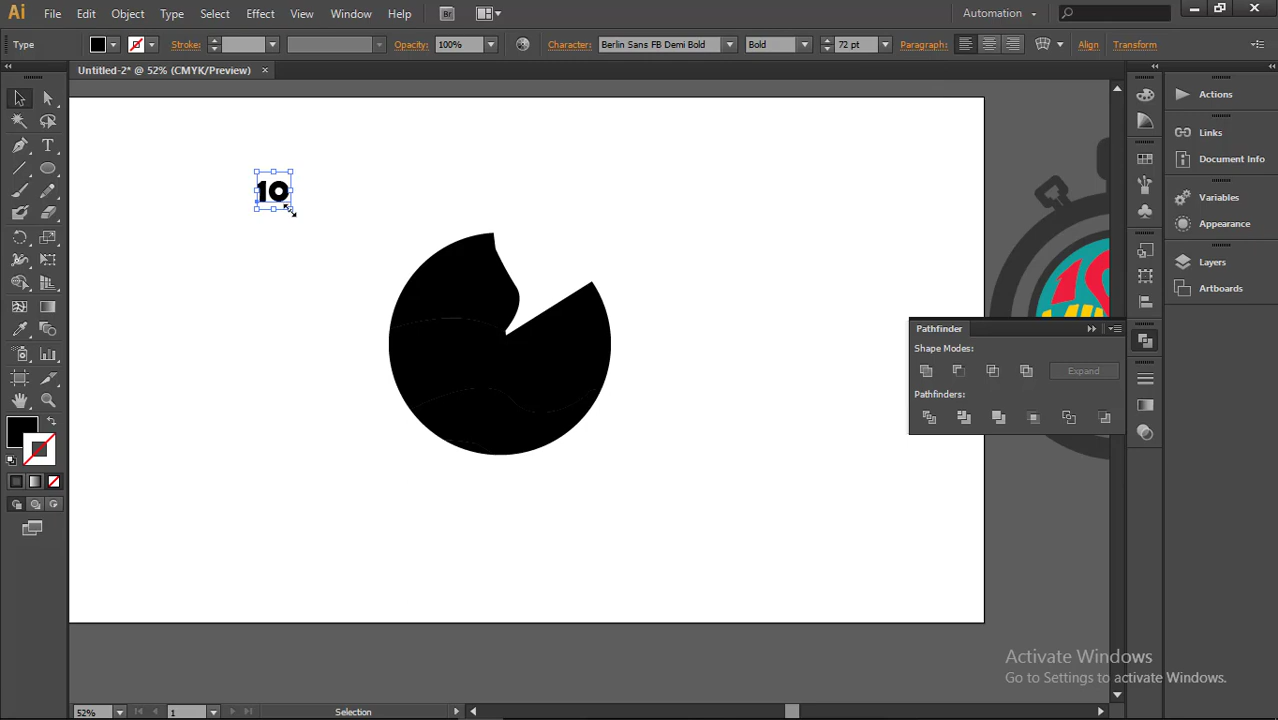 Ai File Edit Object Type Select Effect View Window Help Br Automation
Type Stroke: Opacity: 100% Character: Berlin Sans FB Demi Bold Bold 72 pt Paragraph: Align Transform
Untitled-2* @ 52% (CMYK/Preview) ×
Actions
Links
Document Info
10
Appearance
Variables
Layers
Artboards
Pathfinder
Shape Modes:
Expand
Pathfinders:
Activate Windows
Go to Settings to activate Windows.
52% 1 Selection